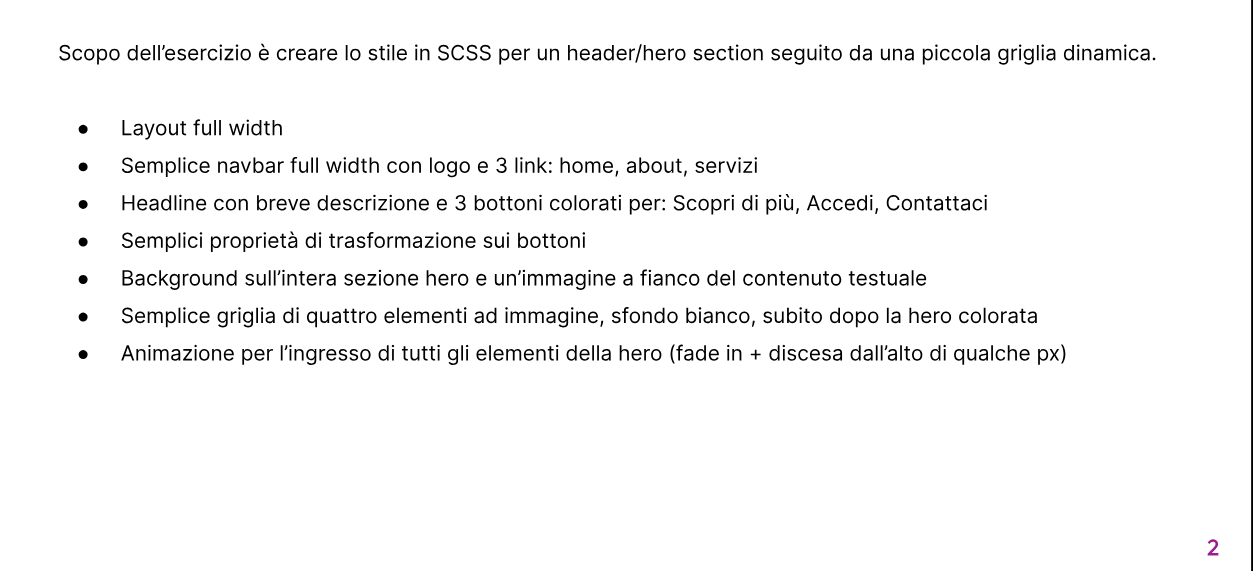 Scopo dell’esercizio è creare lo stile in SCSS per un header/hero section seguito da una piccola griglia dinamica.
● Layout full width
● Semplice navbar full width con logo e 3 link: home, about, servizi
● Headline con breve descrizione e 3 bottoni colorati per: Scopri di più, Accedi, Contattaci
● Semplici proprietà di trasformazione sui bottoni
● Background sull’intera sezione hero e un’immagine a fianco del contenuto testuale
● Semplice griglia di quattro elementi ad immagine, sfondo bianco, subito dopo la hero colorata
● Animazione per l’ingresso di tutti gli elementi della hero (fade in + discesa dall’alto di qualche px)
2